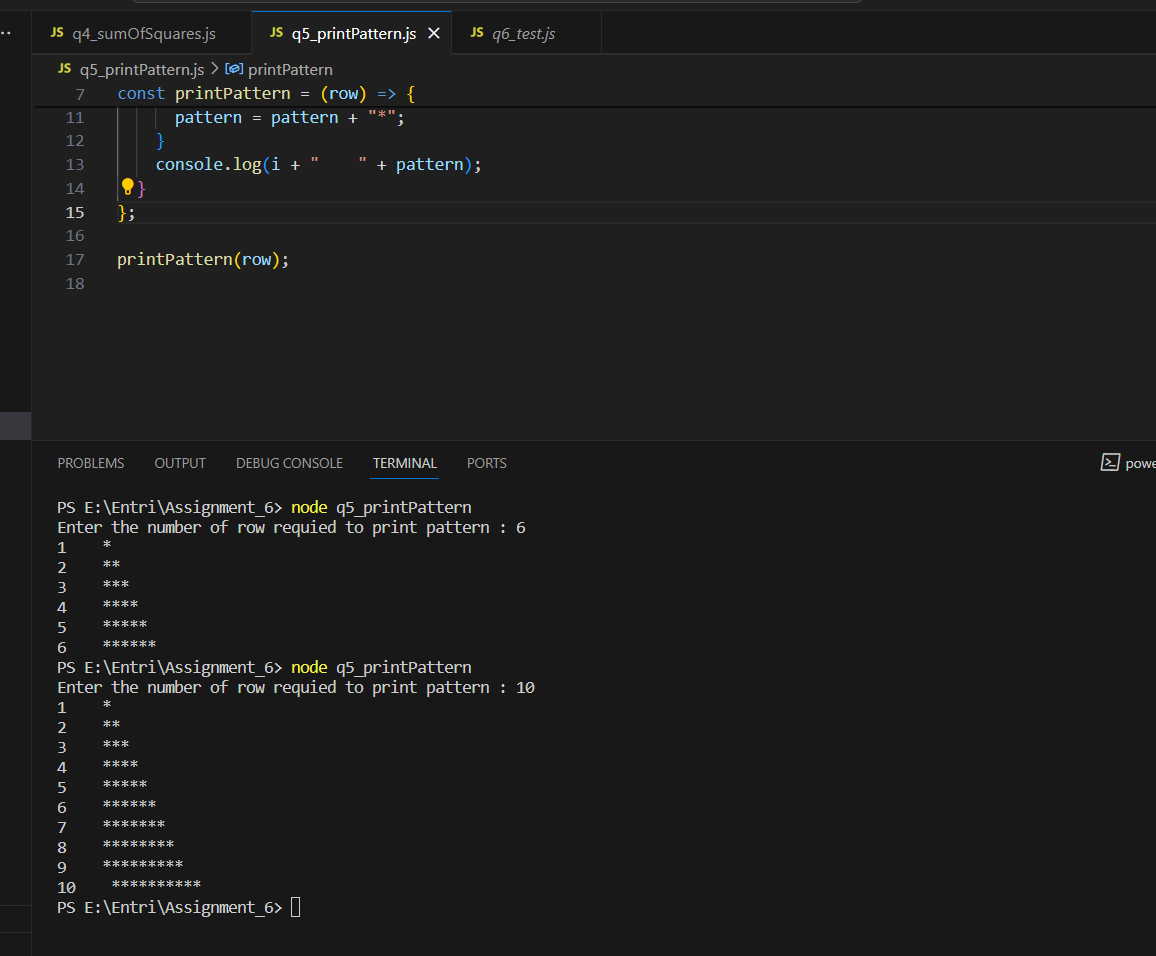 JS q4_sumOfSquares.js JS q5_printPattern.js JS q6_test.js
JS q5_printPattern.js > printPattern
7 const printPattern = (row) => {
11 pattern = pattern + "*";
12 }
13 console.log(i + "    " + pattern);
14 }
15 };
16
17 printPattern(row);
18
PROBLEMS OUTPUT DEBUG CONSOLE TERMINAL PORTS powe
PS E:\Entri\Assignment_6> node q5_printPattern
Enter the number of row requied to print pattern : 6
1    *
2    **
3    ***
4    ****
5    *****
6    ******
PS E:\Entri\Assignment_6> node q5_printPattern
Enter the number of row requied to print pattern : 10
1    *
2    **
3    ***
4    ****
5    *****
6    ******
7    *******
8    ********
9    *********
10    **********
PS E:\Entri\Assignment_6>